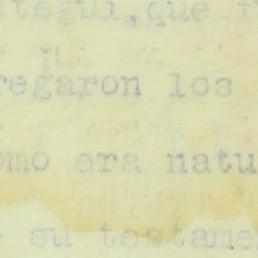 tegui, que f
regaron los
omo era natu
e su testame